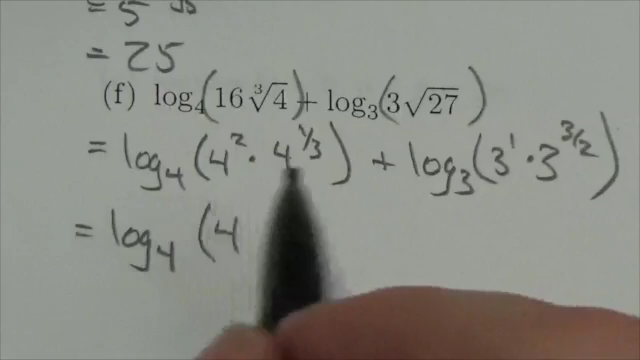 = 5
= 25
(f) log₄(16 ∛4) + log₃(3√27)
= log₄(4² · 4^(1/3)) + log₃(3¹ · 3^(3/2))
= log₄(4